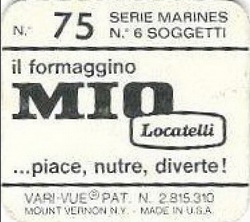 N.° 75 SERIE MARINES
N.° 6 SOGGETTI
il formaggino
MIO
Locatelli
...piace, nutre, diverte!
VARI-VUE® PAT. N. 2.815.310
MOUNT VERNON N.Y. - MADE IN U.S.A.